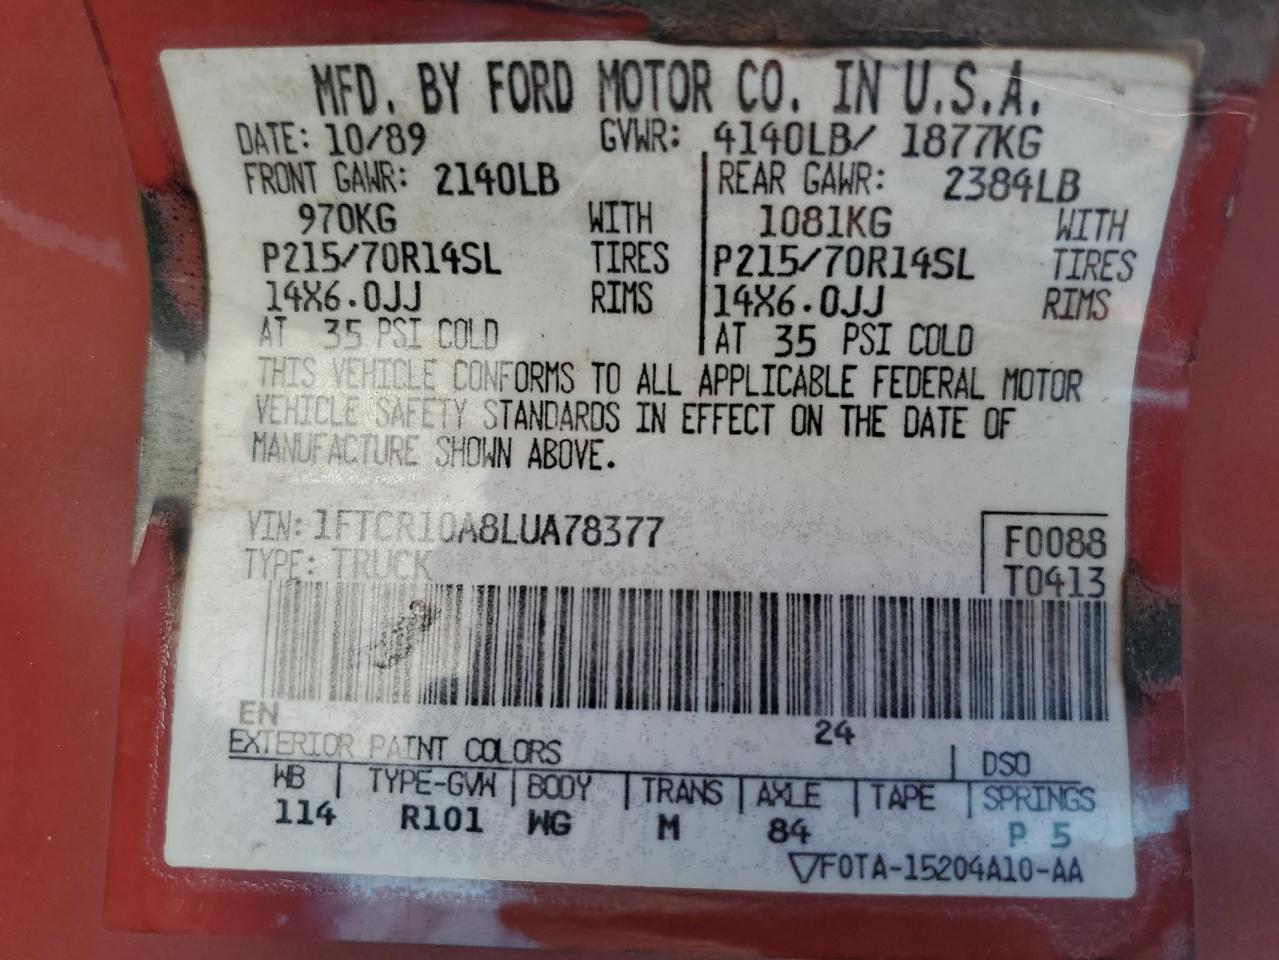 MFD. BY FORD MOTOR CO. IN U.S.A.
DATE: 10/89 GVWR: 4140LB/ 1877KG
FRONT GAWR: 2140LB REAR GAWR: 2384LB
970KG WITH 1081KG WITH
P215/70R14SL TIRES P215/70R14SL TIRES
14X6.0JJ RIMS 14X6.0JJ RIMS
AT 35 PSI COLD AT 35 PSI COLD
THIS VEHICLE CONFORMS TO ALL APPLICABLE FEDERAL MOTOR
VEHICLE SAFETY STANDARDS IN EFFECT ON THE DATE OF
MANUFACTURE SHOWN ABOVE.
VIN: 1FTCR10A8LUA78377 F0088
TYPE: TRUCK T0413
EN 24
EXTERIOR PAINT COLORS DSO
WB TYPE-GVW BODY TRANS AXLE TAPE SPRINGS
114 R101 WG M 84 P 5
▽F0TA-15204A10-AA